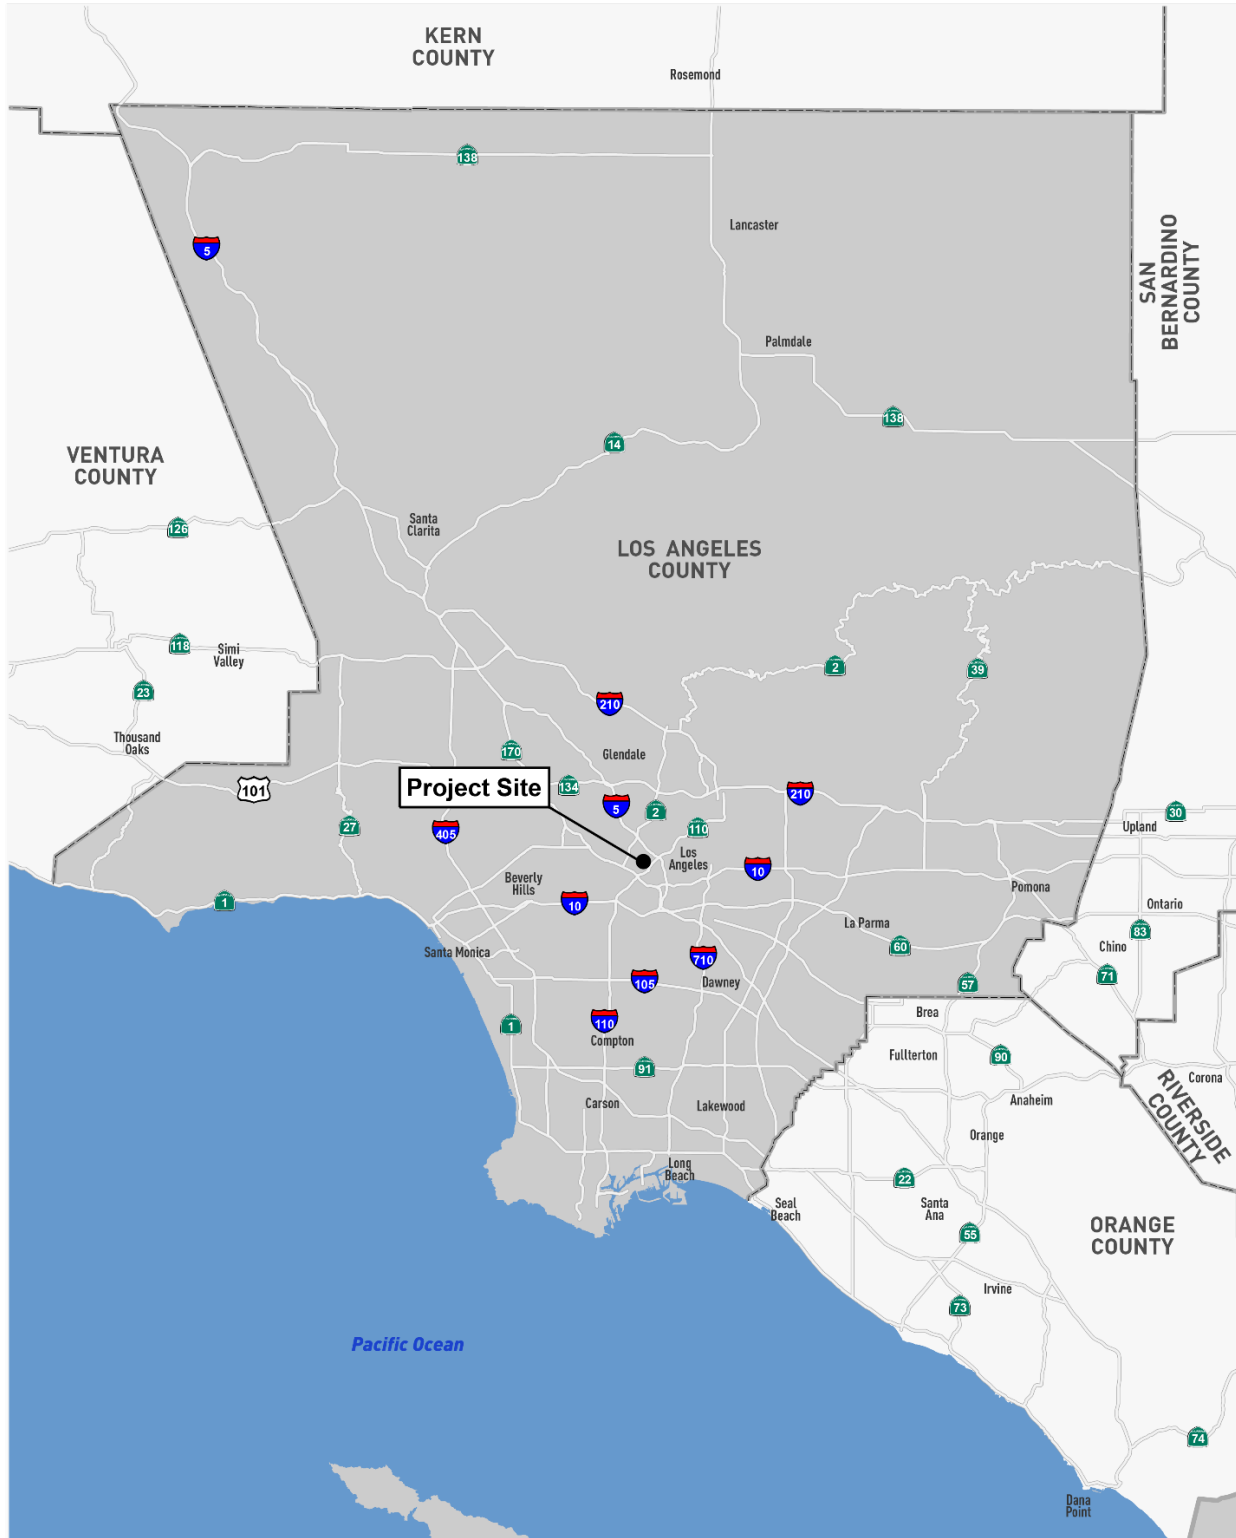 KERN
COUNTY
Rosemond
138
Lancaster
5
SAN
BERNARDINO
COUNTY
Palmdale
138
14
VENTURA
COUNTY
126
Santa
Clarita
LOS ANGELES
COUNTY
118
Simi
Valley
2
39
23
210
Thousand
Oaks
170
Glendale
101
Project Site
134
210
5
2
30
27
405
110
Upland
Los
Angeles
10
Beverly
Hills
Pomona
1
10
Ontario
La Parma
83
60
Chino
Santa Monica
710
71
105
Dawney
57
Brea
110
1
Compton
Fullterton
90
91
Corona
RIVERSIDE
COUNTY
Carson
Lakewood
Anaheim
Orange
Long
Beach
22
Seal
Beach
Santa
Ana
55
ORANGE
COUNTY
Irvine
73
Pacific Ocean
74
Dana
Point